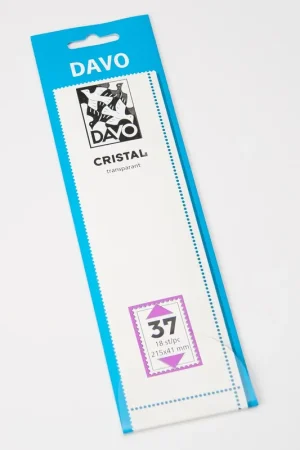 DAVO
DAVO
CRISTAL
transparant
37
18 st/pc
215x41 mm